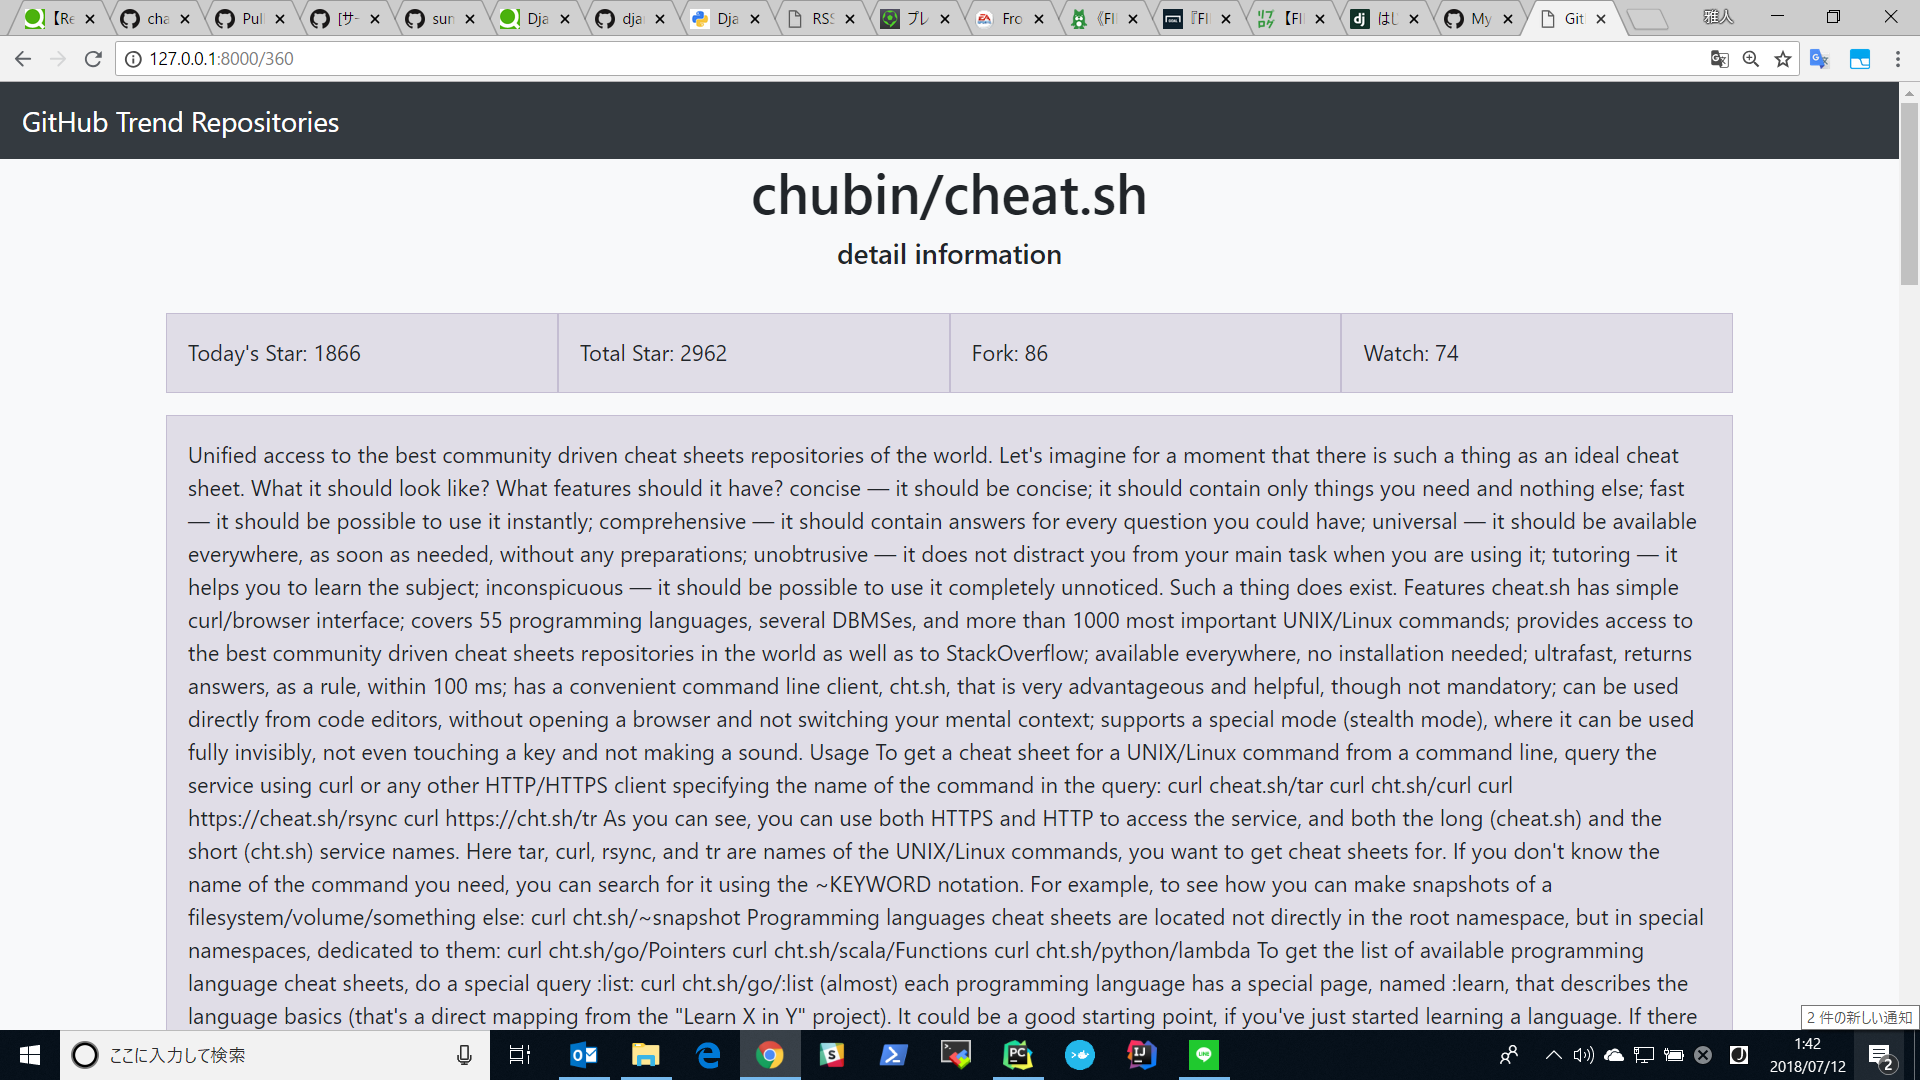 【Re
cha
Pull
[サー
sun
Dja
djan
Dja
RSS
プレ
Fro
《FI
『FI
【FI
はじ
My
Git
雅人
127.0.0.1:8000/360
GitHub Trend Repositories
chubin/cheat.sh
detail information
Today's Star: 1866
Total Star: 2962
Fork: 86
Watch: 74
Unified access to the best community driven cheat sheets repositories of the world. Let's imagine for a moment that there is such a thing as an ideal cheat
sheet. What it should look like? What features should it have? concise — it should be concise; it should contain only things you need and nothing else; fast
— it should be possible to use it instantly; comprehensive — it should contain answers for every question you could have; universal — it should be available
everywhere, as soon as needed, without any preparations; unobtrusive — it does not distract you from your main task when you are using it; tutoring — it
helps you to learn the subject; inconspicuous — it should be possible to use it completely unnoticed. Such a thing does exist. Features cheat.sh has simple
curl/browser interface; covers 55 programming languages, several DBMSes, and more than 1000 most important UNIX/Linux commands; provides access to
the best community driven cheat sheets repositories in the world as well as to StackOverflow; available everywhere, no installation needed; ultrafast, returns
answers, as a rule, within 100 ms; has a convenient command line client, cht.sh, that is very advantageous and helpful, though not mandatory; can be used
directly from code editors, without opening a browser and not switching your mental context; supports a special mode (stealth mode), where it can be used
fully invisibly, not even touching a key and not making a sound. Usage To get a cheat sheet for a UNIX/Linux command from a command line, query the
service using curl or any other HTTP/HTTPS client specifying the name of the command in the query: curl cheat.sh/tar curl cht.sh/curl curl
https://cheat.sh/rsync curl https://cht.sh/tr As you can see, you can use both HTTPS and HTTP to access the service, and both the long (cheat.sh) and the
short (cht.sh) service names. Here tar, curl, rsync, and tr are names of the UNIX/Linux commands, you want to get cheat sheets for. If you don't know the
name of the command you need, you can search for it using the ~KEYWORD notation. For example, to see how you can make snapshots of a
filesystem/volume/something else: curl cht.sh/~snapshot Programming languages cheat sheets are located not directly in the root namespace, but in special
namespaces, dedicated to them: curl cht.sh/go/Pointers curl cht.sh/scala/Functions curl cht.sh/python/lambda To get the list of available programming
language cheat sheets, do a special query :list: curl cht.sh/go/:list (almost) each programming language has a special page, named :learn, that describes the
language basics (that's a direct mapping from the "Learn X in Y" project). It could be a good starting point, if you've just started learning a language. If there
2 件の新しい通知
ここに入力して検索
1:42
2018/07/12
2